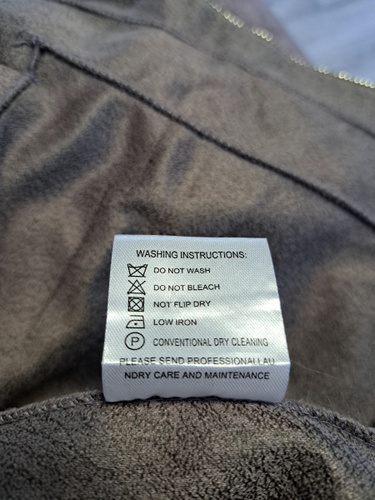 WASHING INSTRUCTIONS:
DO NOT WASH
DO NOT BLEACH
NOT FLIP DRY
LOW IRON
P CONVENTIONAL DRY CLEANING
PLEASE SEND PROFESSIONAL LAU
NDRY CARE AND MAINTENANCE